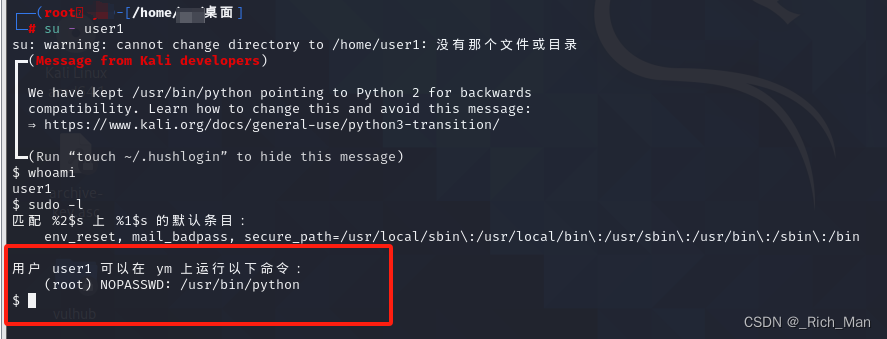 (root㉿ -[/home/ 桌面]
# su - user1
su: warning: cannot change directory to /home/user1: 没有那个文件或目录
(Message from Kali developers)
We have kept /usr/bin/python pointing to Python 2 for backwards
compatibility. Learn how to change this and avoid this message:
⇒ https://www.kali.org/docs/general-use/python3-transition/
(Run “touch ~/.hushlogin” to hide this message)
$ whoami
user1
$ sudo -l
匹配 %2$s 上 %1$s 的默认条目：
env_reset, mail_badpass, secure_path=/usr/local/sbin\:/usr/local/bin\:/usr/sbin\:/usr/bin\:/sbin\:/bin
用户 user1 可以在 ym 上运行以下命令：
(root) NOPASSWD: /usr/bin/python
$
vulhub
CSDN @_Rich_Man